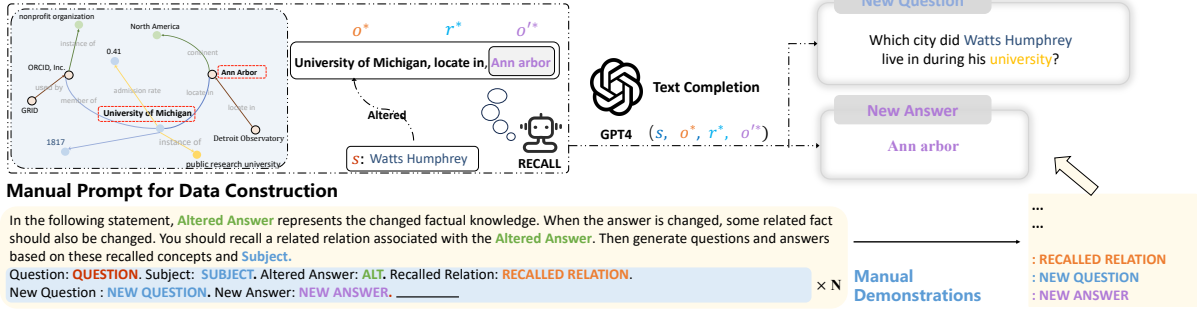 New Question
nonprofit organization
North America
o* r* o'*
instance of
0.41
continent
Which city did Watts Humphrey
live in during his university?
ORCID, Inc.
Ann Arbor
University of Michigan, locate in, Ann arbor
used by
admission rate
locate in
Text Completion
GRID
member of
University of Michigan
locate in
Altered
New Answer
Detroit Observatory
GPT4 (s, o*, r*, o'*)
1817
instance of
s: Watts Humphrey
RECALL
Ann arbor
public research university
Manual Prompt for Data Construction
In the following statement, Altered Answer represents the changed factual knowledge. When the answer is changed, some related fact
should also be changed. You should recall a related relation associated with the Altered Answer. Then generate questions and answers
based on these recalled concepts and Subject.
Question: QUESTION. Subject: SUBJECT. Altered Answer: ALT. Recalled Relation: RECALLED RELATION.
New Question : NEW QUESTION. New Answer: NEW ANSWER. ________
× N
Manual
Demonstrations
...
...
: RECALLED RELATION
: NEW QUESTION
: NEW ANSWER